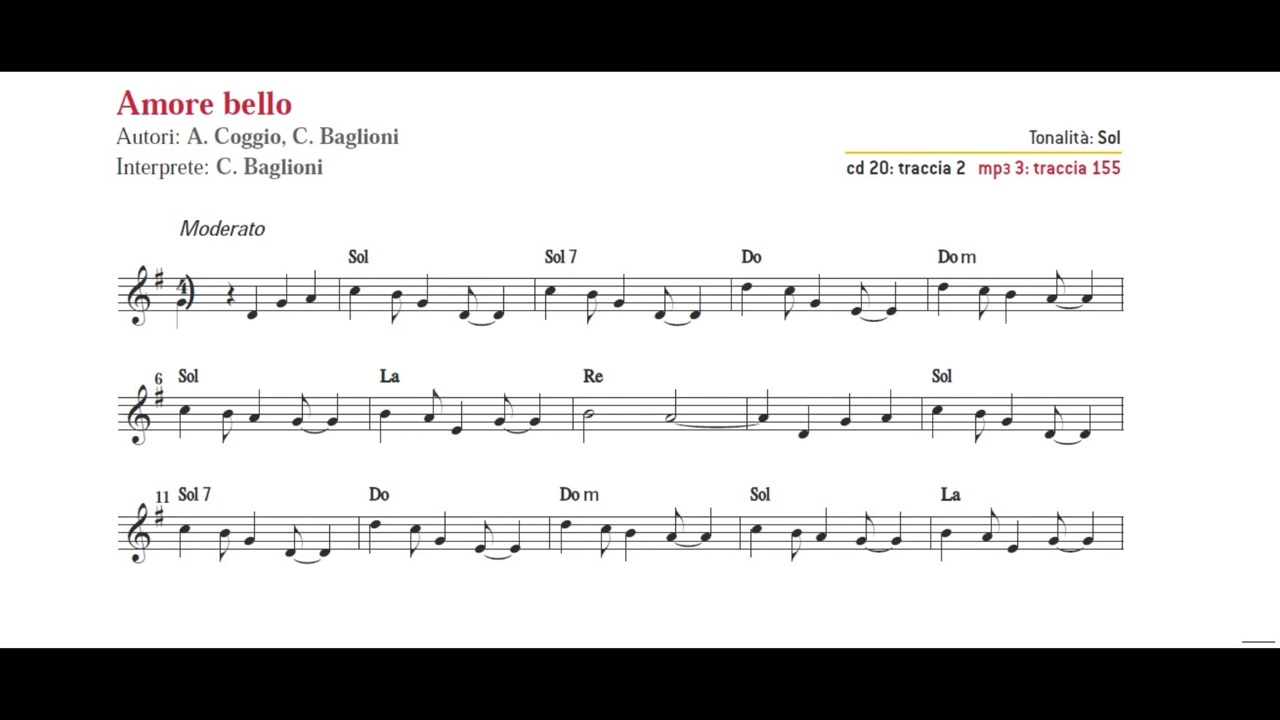 Amore bello
Autori: A. Coggio, C. Baglioni
Interprete: C. Baglioni
Tonalità: Sol
cd 20: traccia 2 mp3 3: traccia 155
Moderato
Sol Sol 7 Do Do m
6 Sol La Re Sol
11 Sol 7 Do Do m Sol La